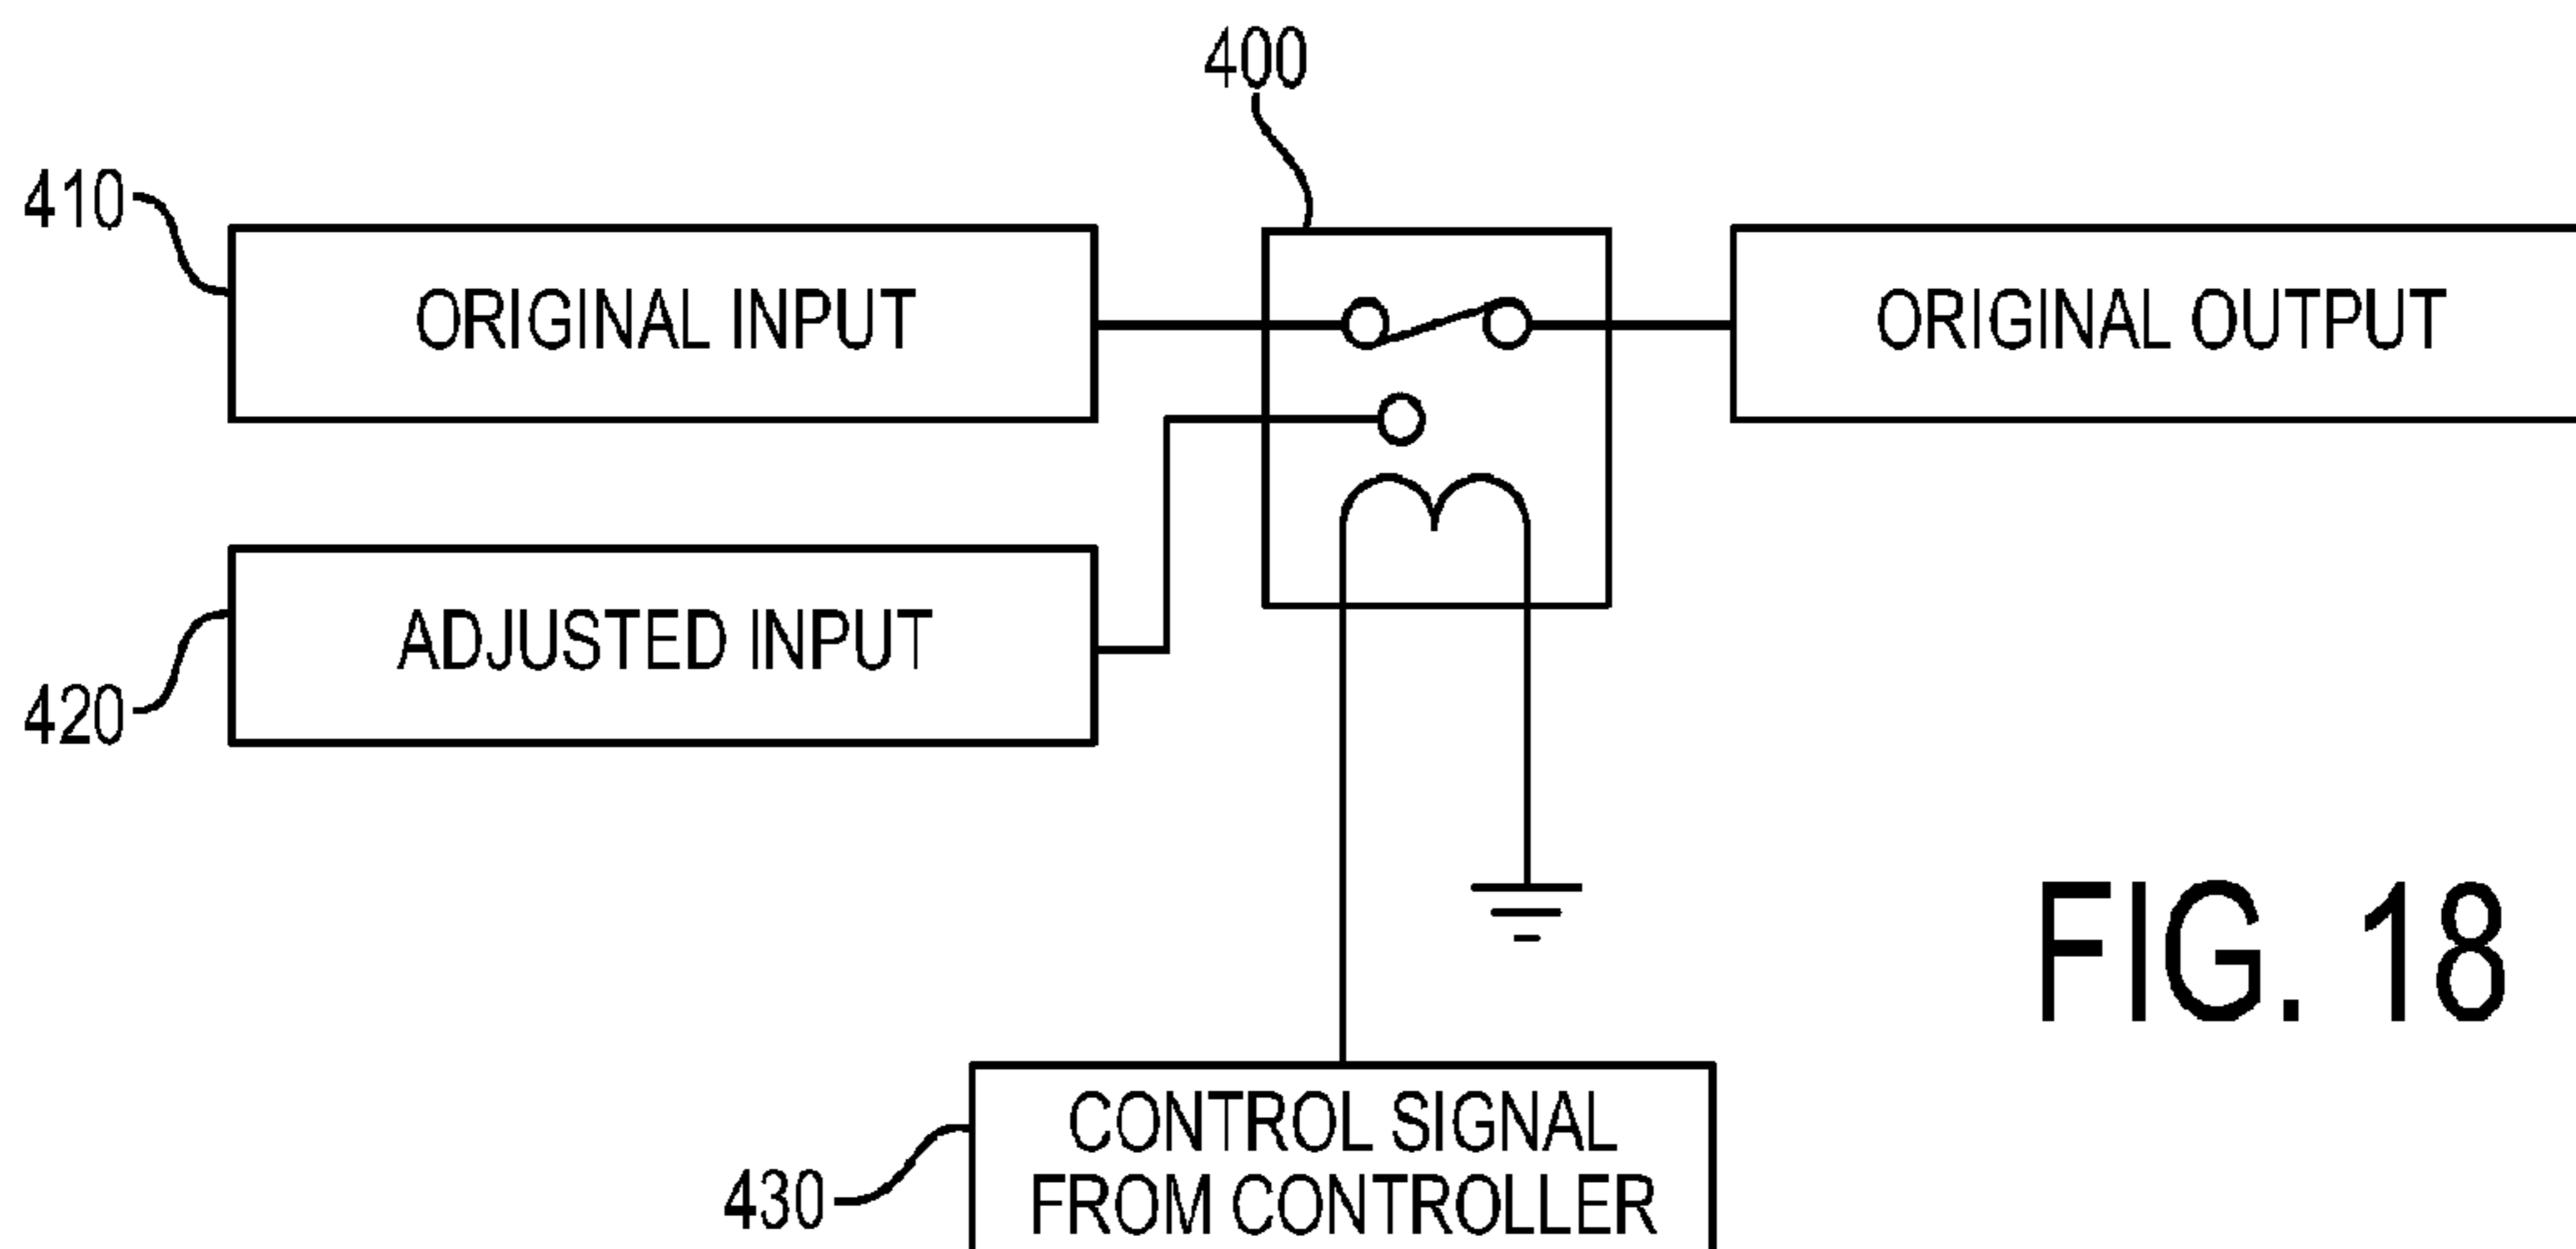 400
410
ORIGINAL INPUT
ORIGINAL OUTPUT
ADJUSTED INPUT
420
FIG. 18
CONTROL SIGNAL
FROM CONTROLLER
430